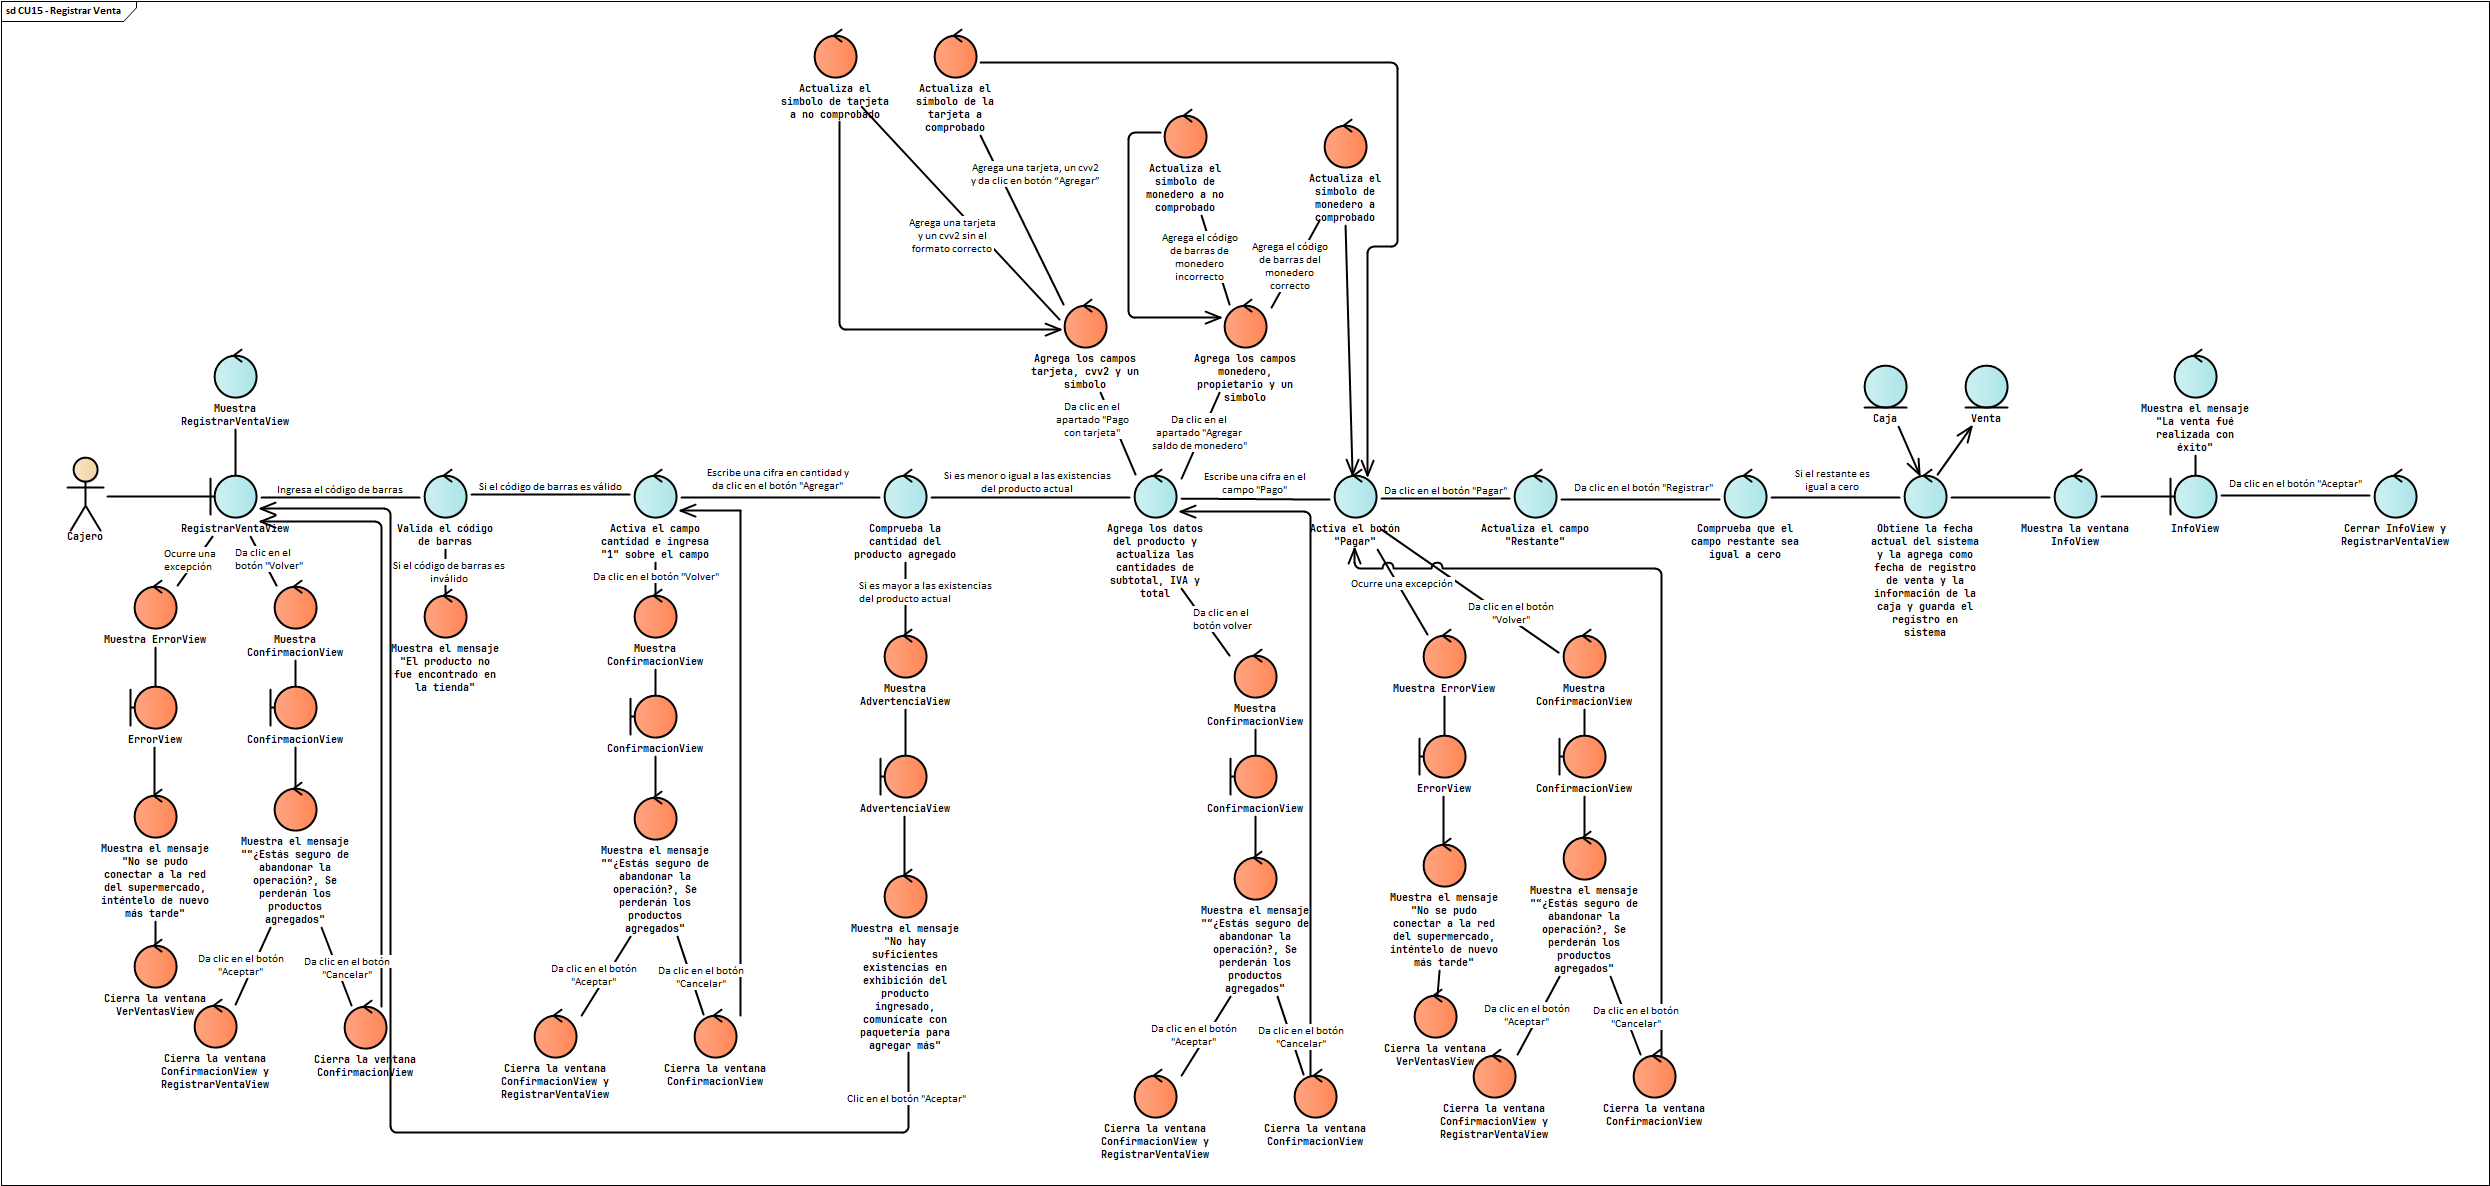 sd CU15 - Registrar Venta
Actualiza el
simbolo de tarjeta
a no comprobado
Actualiza el
simbolo de la
tarjeta a
comprobado
Agrega una tarjeta, un cvv2
y da clic en botón “Agregar”
Agrega una tarjeta
y un cvv2 sin el
formato correcto
Actualiza el
simbolo de
monedero a no
comprobado
Actualiza el
simbolo de
monedero a
comprobado
Agrega el código
de barras de
monedero
incorrecto
Agrega el código
de barras del
monedero
correcto
Agrega los campos
tarjeta, cvv2 y un
simbolo
Agrega los campos
monedero,
propietario y un
simbolo
Da clic en el
apartado "Pago
con tarjeta"
Da clic en el
apartado "Agregar
saldo de monedero"
Muestra
RegistrarVentaView
Cajero
RegistrarVentaView
Ingresa el código de barras
Valida el código
de barras
Si el código de barras es válido
Activa el campo
cantidad e ingresa
"1" sobre el campo
Escribe una cifra en cantidad y
da clic en el botón "Agregar"
Comprueba la
cantidad del
producto agregado
Si es menor o igual a las existencias
del producto actual
Agrega los datos
del producto y
actualiza las
cantidades de
subtotal, IVA y
total
Escribe una cifra en el
campo "Pago"
Activa el botón
"Pagar"
Da clic en el botón "Pagar"
Actualiza el campo
"Restante"
Da clic en el botón "Registrar"
Comprueba que el
campo restante sea
igual a cero
Si el restante es
igual a cero
Caja
Venta
Obtiene la fecha
actual del sistema
y la agrega como
fecha de registro
de venta y la
información de la
caja y guarda el
registro en
sistema
Muestra la ventana
InfoView
Muestra el mensaje
"La venta fué
realizada con
éxito"
InfoView
Da clic en el botón "Aceptar"
Cerrar InfoView y
RegistrarVentaView
Ocurre una
excepción
Da clic en el
botón "Volver"
Muestra ErrorView
ErrorView
Muestra el mensaje
"No se pudo
conectar a la red
del supermercado,
inténtelo de nuevo
más tarde"
Cierra la ventana
VerVentasView
Muestra
ConfirmacionView
ConfirmacionView
Muestra el mensaje
"“¿Estás seguro de
abandonar la
operación?, Se
perderán los
productos
agregados"
Da clic en el botón
"Aceptar"
Da clic en el botón
"Cancelar"
Cierra la ventana
ConfirmacionView y
RegistrarVentaView
Cierra la ventana
ConfirmacionView
Si el código de barras es
inválido
Muestra el mensaje
"El producto no
fue encontrado en
la tienda"
Da clic en el botón "Volver"
Muestra
ConfirmacionView
ConfirmacionView
Muestra el mensaje
"“¿Estás seguro de
abandonar la
operación?, Se
perderán los
productos
agregados"
Da clic en el botón
"Aceptar"
Da clic en el botón
"Cancelar"
Cierra la ventana
ConfirmacionView y
RegistrarVentaView
Cierra la ventana
ConfirmacionView
Si es mayor a las existencias
del producto actual
Muestra
AdvertenciaView
AdvertenciaView
Muestra el mensaje
"No hay
suficientes
existencias en
exhibición del
producto
ingresado,
comunícate con
paquetería para
agregar más"
Clic en el botón "Aceptar"
Da clic en el
botón volver
Muestra
ConfirmacionView
ConfirmacionView
Muestra el mensaje
"“¿Estás seguro de
abandonar la
operación?, Se
perderán los
productos
agregados"
Da clic en el botón
"Aceptar"
Da clic en el botón
"Cancelar"
Cierra la ventana
ConfirmacionView y
RegistrarVentaView
Cierra la ventana
ConfirmacionView
Ocurre una excepción
Da clic en el botón
"Volver"
Muestra ErrorView
ErrorView
Muestra el mensaje
"No se pudo
conectar a la red
del supermercado,
inténtelo de nuevo
más tarde"
Cierra la ventana
VerVentasView
Muestra
ConfirmacionView
ConfirmacionView
Muestra el mensaje
"“¿Estás seguro de
abandonar la
operación?, Se
perderán los
productos
agregados"
Da clic en el botón
"Aceptar"
Da clic en el botón
"Cancelar"
Cierra la ventana
ConfirmacionView y
RegistrarVentaView
Cierra la ventana
ConfirmacionView